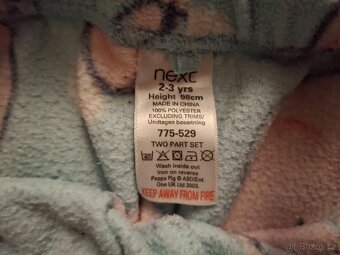 next
2-3 yrs
Height 98cm
MADE IN CHINA
100% POLYESTER
EXCLUDING TRIMS/
Undtagen besætning
775-529
TWO PART SET
Wash inside out
Iron on reverse
Peppa Pig © ABD/Ent.
One UK Ltd 2003.
KEEP AWAY FROM FIRE